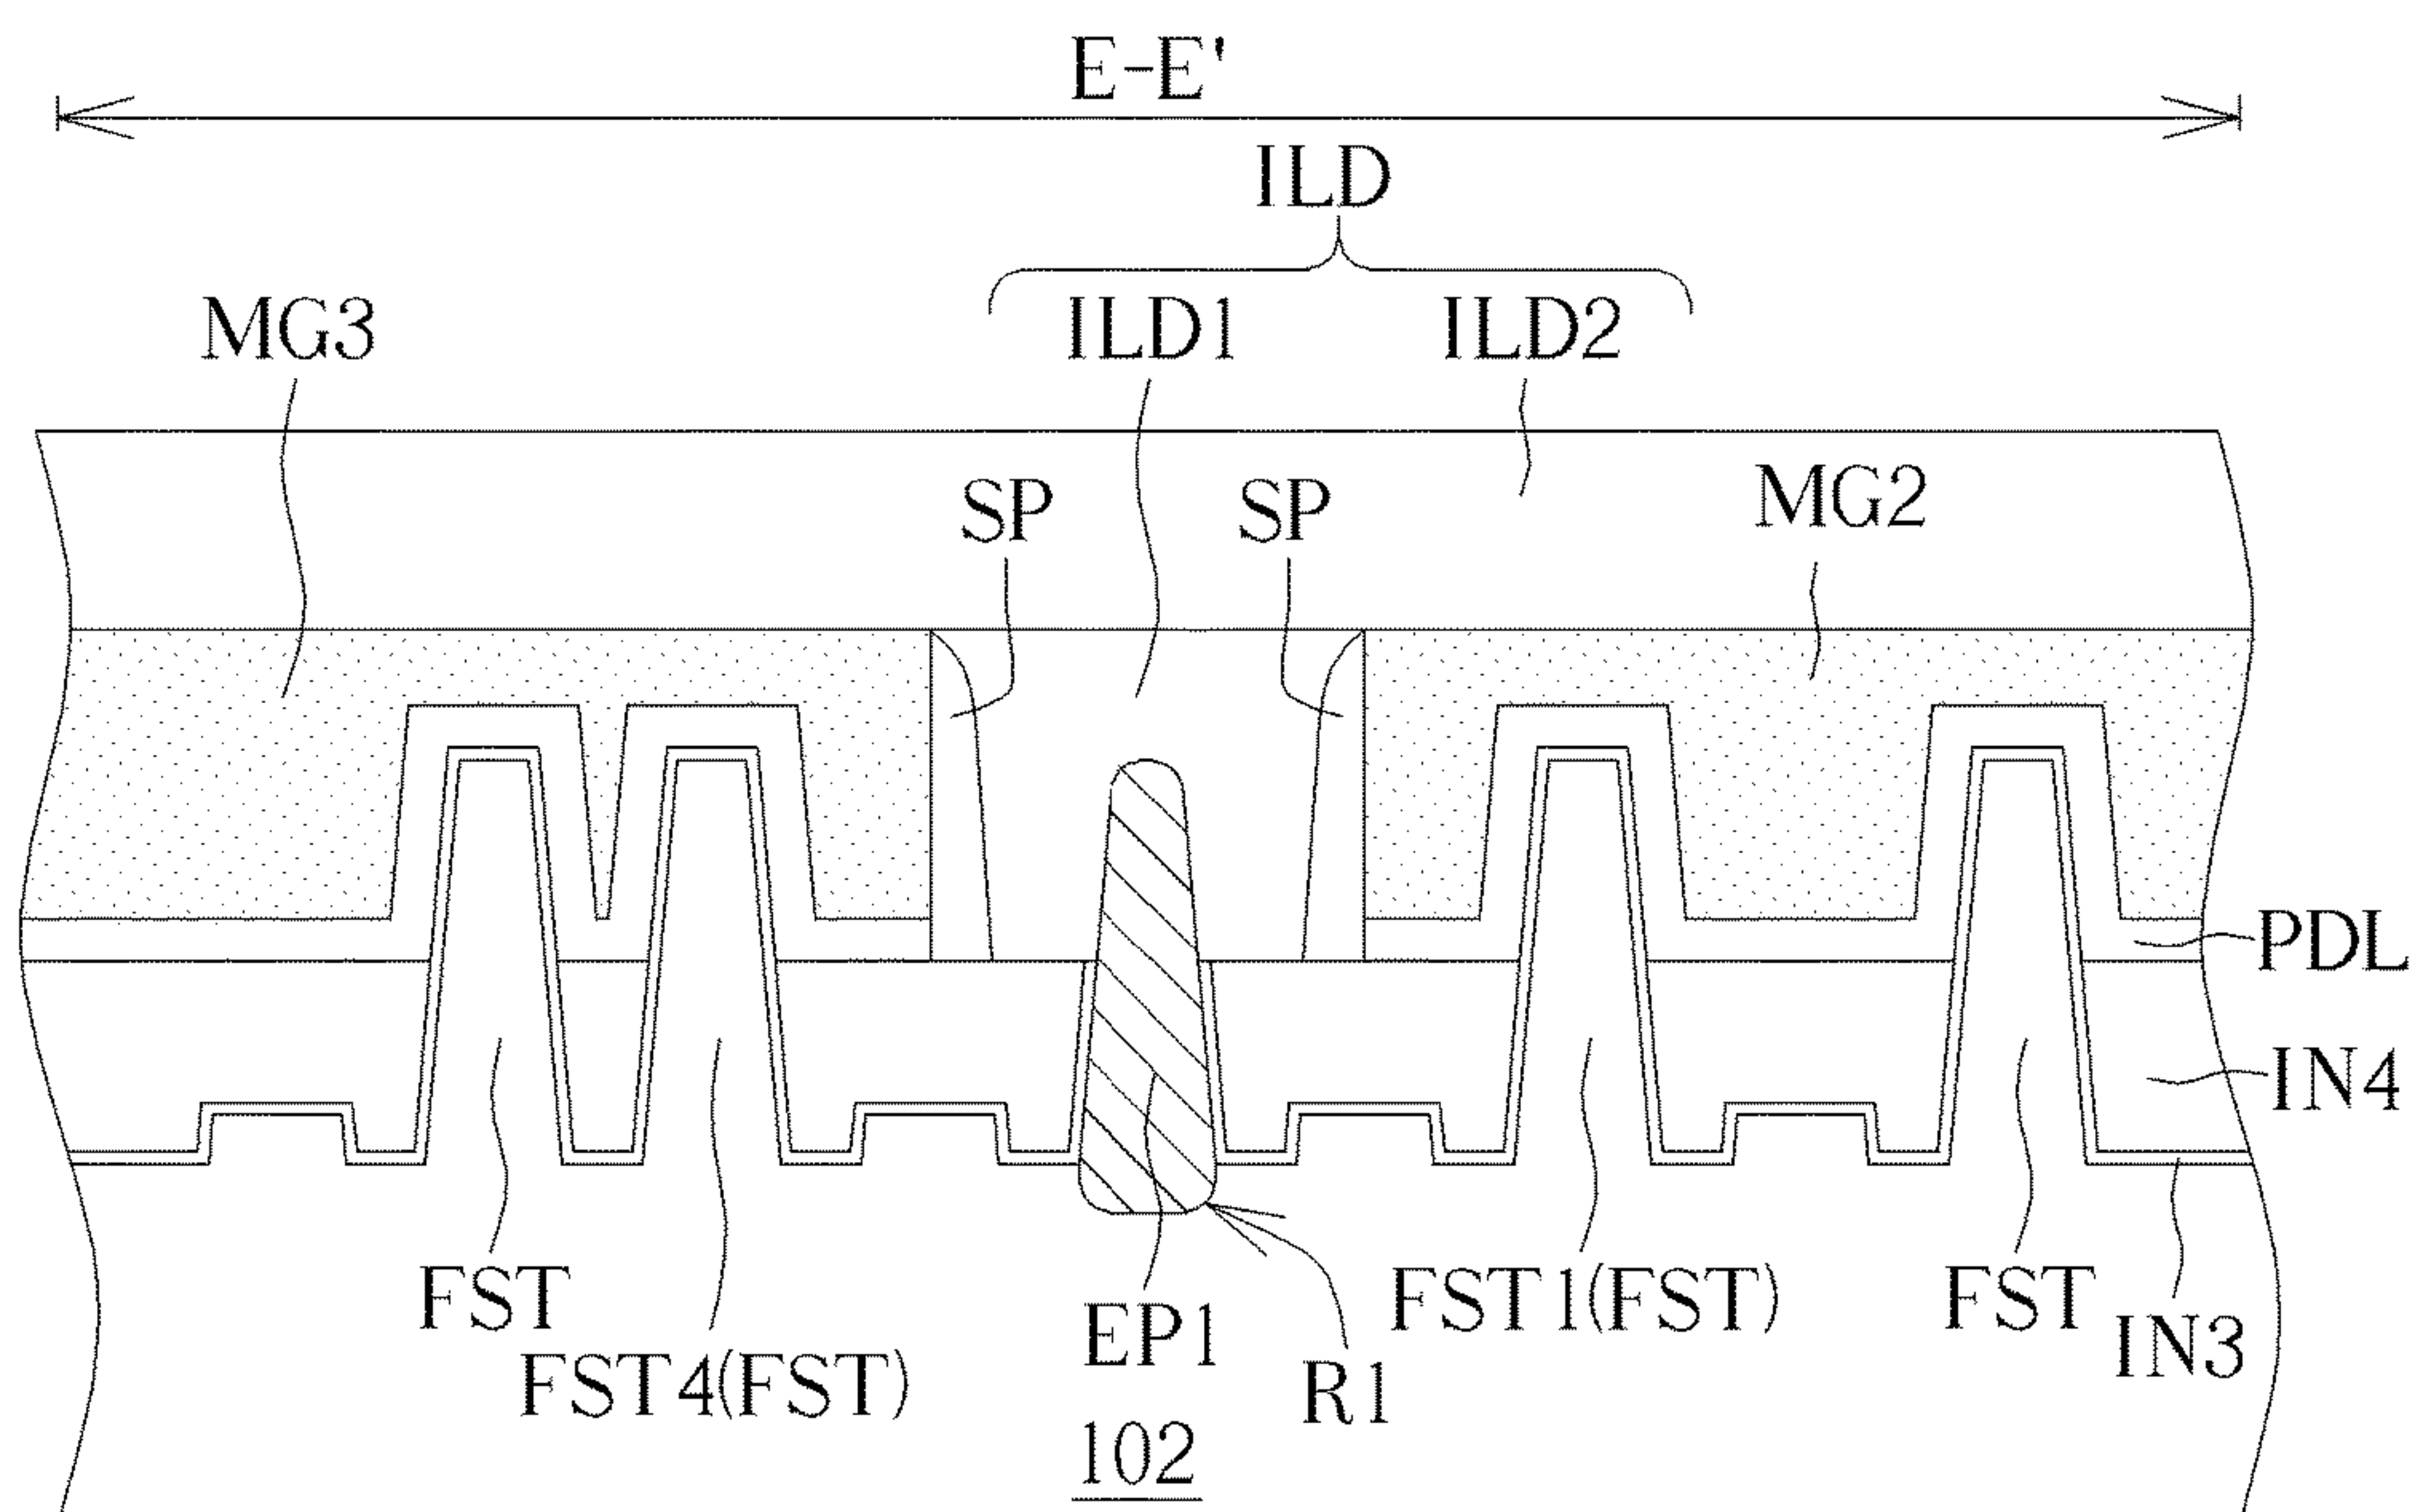 E-E'
ILD
MG3 ILD1 ILD2
SP SP MG2
PDL
IN4
FST EP1 FST1(FST) FST IN3
FST4(FST) R1
102